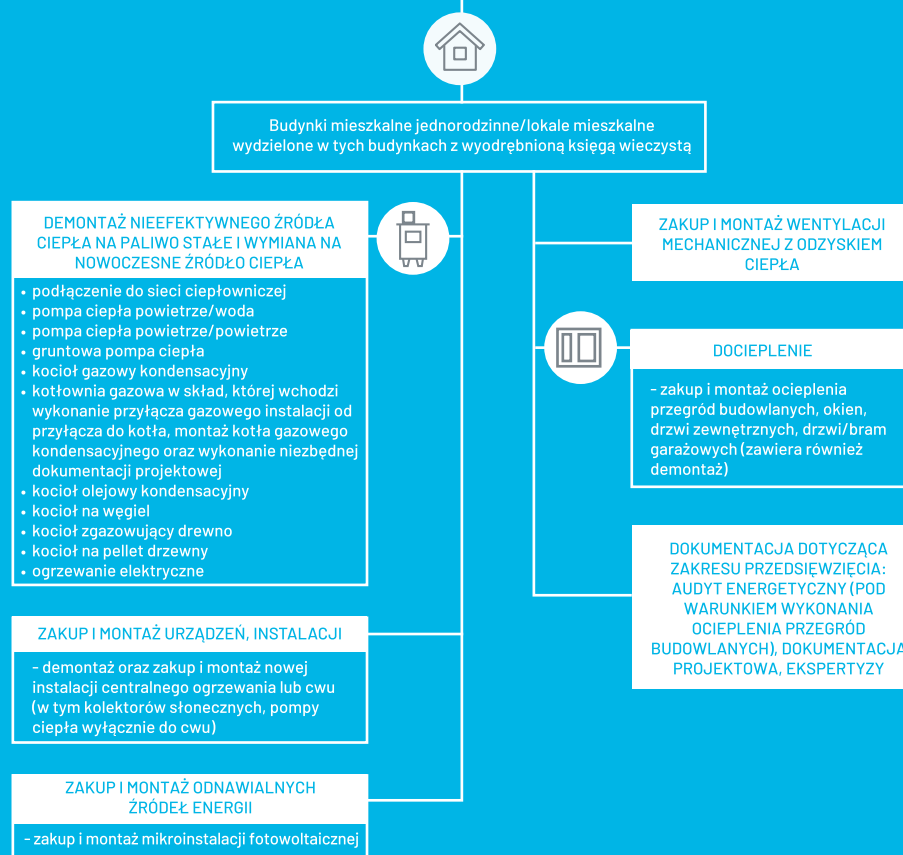 Budynki mieszkalne jednorodzinne/lokale mieszkalne
wydzielone w tych budynkach z wyodrębnioną księgą wieczystą
DEMONTAŻ NIEEFEKTYWNEGO ŹRÓDŁA
CIEPŁA NA PALIWO STAŁE I WYMIANA NA
NOWOCZESNE ŹRÓDŁO CIEPŁA
• podłączenie do sieci ciepłowniczej
• pompa ciepła powietrze/woda
• pompa ciepła powietrze/powietrze
• gruntowa pompa ciepła
• kocioł gazowy kondensacyjny
• kotłownia gazowa w skład, której wchodzi
wykonanie przyłącza gazowego instalacji od
przyłącza do kotła, montaż kotła gazowego
kondensacyjnego oraz wykonanie niezbędnej
dokumentacji projektowej
• kocioł olejowy kondensacyjny
• kocioł na węgiel
• kocioł zgazowujący drewno
• kocioł na pellet drzewny
• ogrzewanie elektryczne
ZAKUP I MONTAŻ URZĄDZEŃ, INSTALACJI
- demontaż oraz zakup i montaż nowej
instalacji centralnego ogrzewania lub cwu
(w tym kolektorów słonecznych, pompy
ciepła wyłącznie do cwu)
ZAKUP I MONTAŻ ODNAWIALNYCH
ŹRÓDEŁ ENERGII
- zakup i montaż mikroinstalacji fotowoltaicznej
ZAKUP I MONTAŻ WENTYLACJI
MECHANICZNEJ Z ODZYSKIEM
CIEPŁA
DOCIEPLENIE
- zakup i montaż ocieplenia
przegród budowlanych, okien,
drzwi zewnętrznych, drzwi/bram
garażowych (zawiera również
demontaż)
DOKUMENTACJA DOTYCZĄCA
ZAKRESU PRZEDSIĘWZIĘCIA:
AUDYT ENERGETYCZNY (POD
WARUNKIEM WYKONANIA
OCIEPLENIA PRZEGRÓD
BUDOWLANYCH), DOKUMENTACJA
PROJEKTOWA, EKSPERTYZY